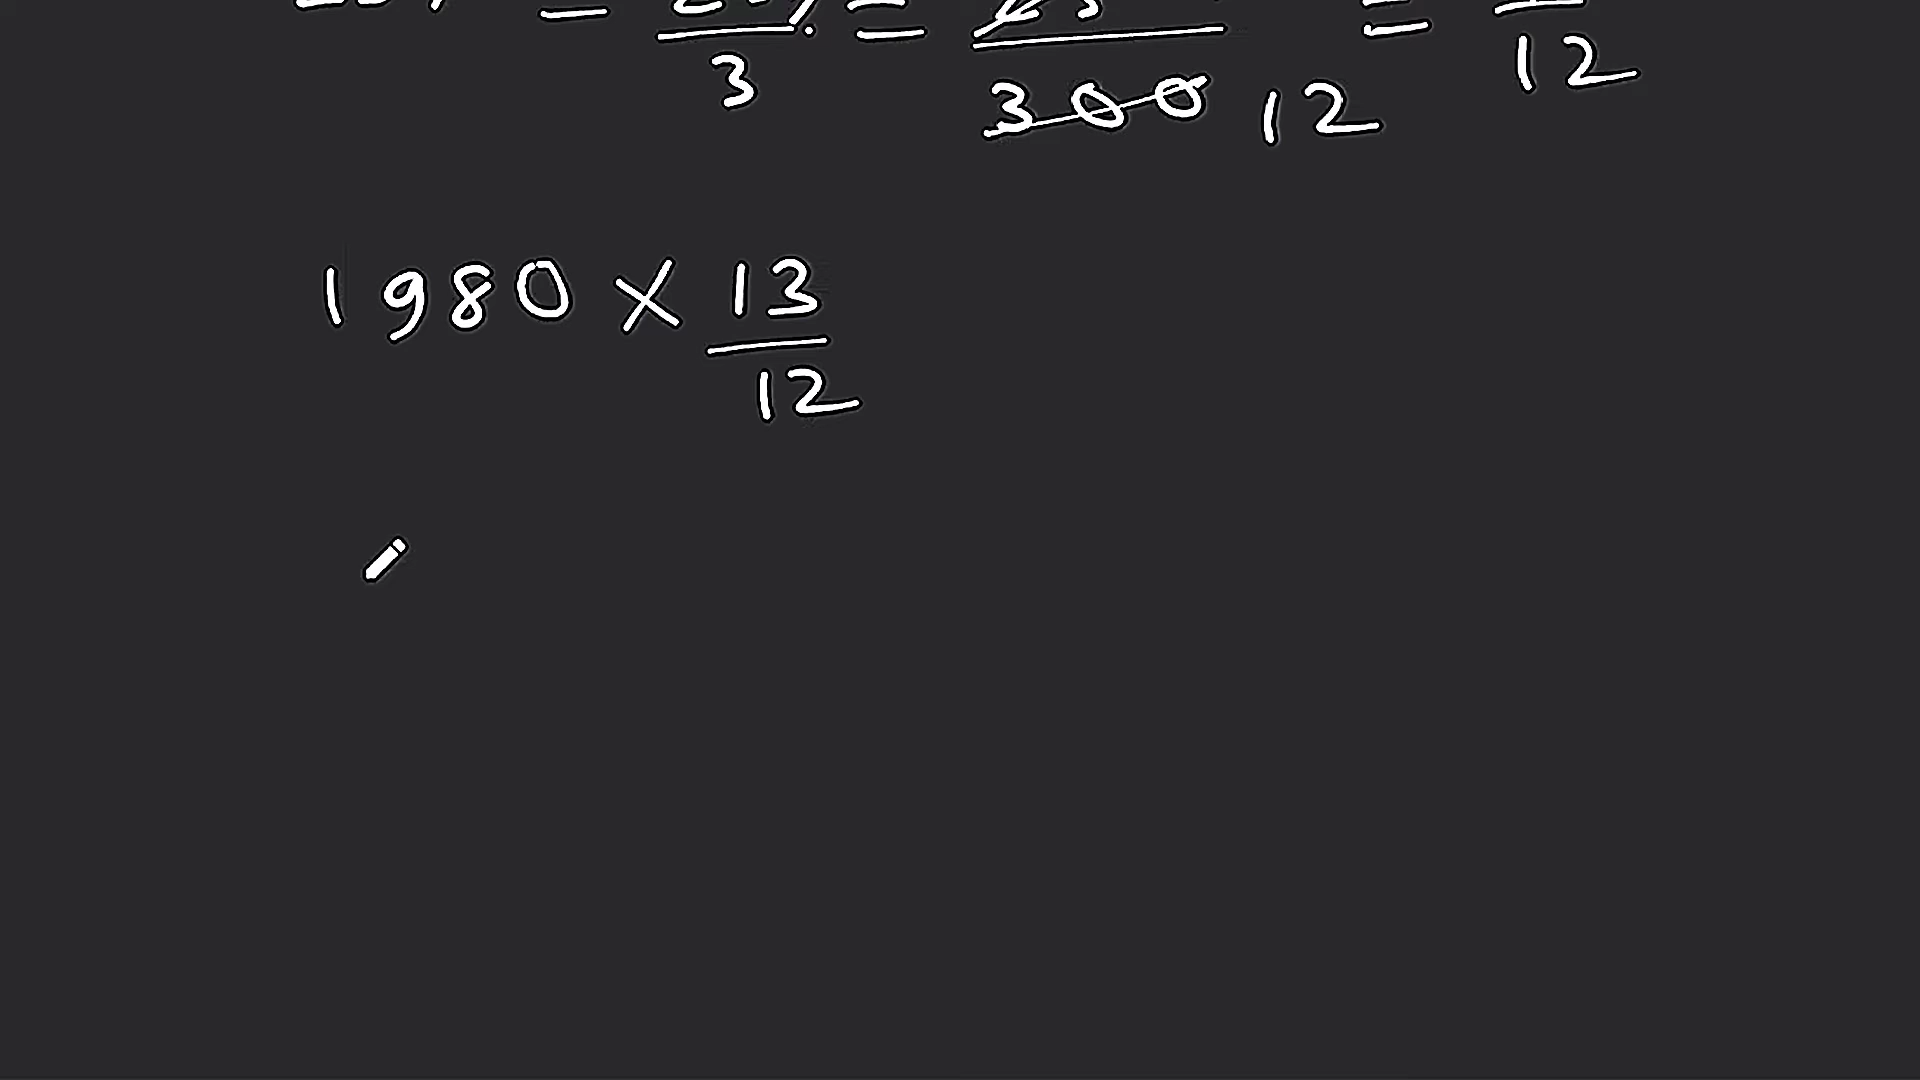 = = =
3 300 12 12
1980 × 13/12